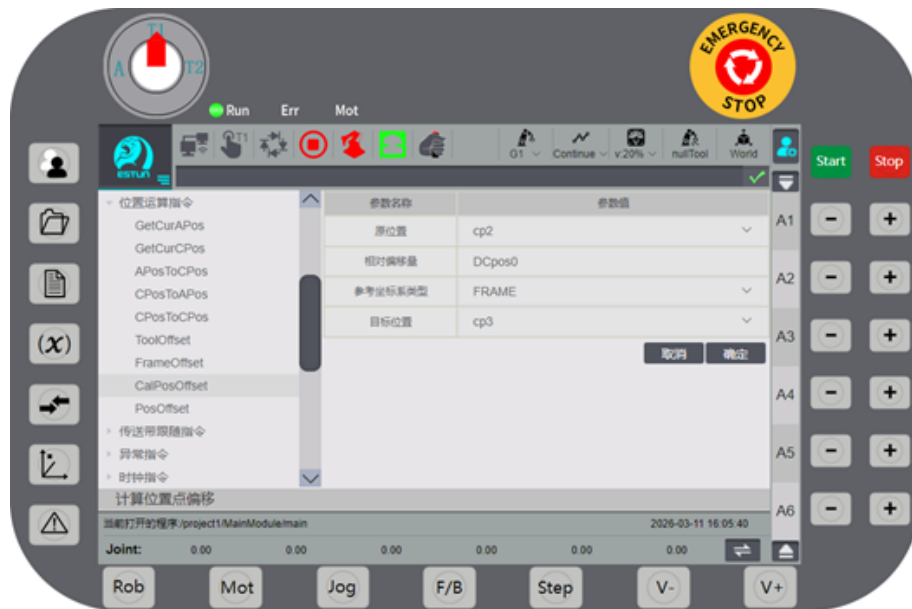 T1
A
T2
EMERGENCY
STOP
Run Err Mot
T1
G1 Continue v:20% nullTool World
ESTUN
Start Stop
位置运算指令
GetCurAPos
GetCurCPos
APosToCPos
CPosToAPos
CPosToCPos
ToolOffset
FrameOffset
CalPosOffset
PosOffset
传送带跟随指令
异常指令
时钟指令
参数名称 参数值
原位置 cp2
相对偏移量 DCpos0
参考坐标系类型 FRAME
目标位置 cp3
取消 确定
A1 - +
A2 - +
A3 - +
A4 - +
A5 - +
A6 - +
(x)
计算位置点偏移
当前打开的程序:/project1/MainModule/main 2026-03-11 16:05:40
Joint: 0.00 0.00 0.00 0.00 0.00 0.00
Rob Mot Jog F/B Step V- V+